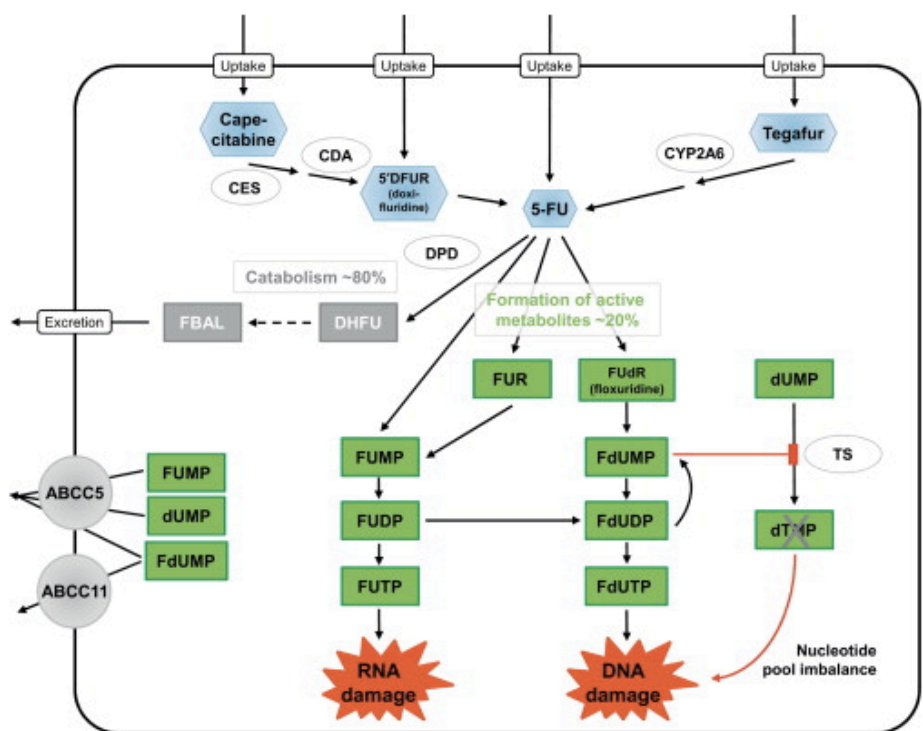 Uptake
Uptake
Uptake
Uptake
Cape-
citabine
Tegafur
CDA
CYP2A6
CES
5'DFUR
(doxi-
fluridine)
5-FU
DPD
Catabolism ~80%
Formation of active
metabolites ~20%
Excretion
FBAL
DHFU
FUR
FUdR
(floxuridine)
dUMP
FUMP
FdUMP
TS
ABCC5
FUMP
dUMP
FdUMP
ABCC11
FUDP
FdUDP
dTMP
FUTP
FdUTP
RNA
damage
DNA
damage
Nucleotide
pool imbalance